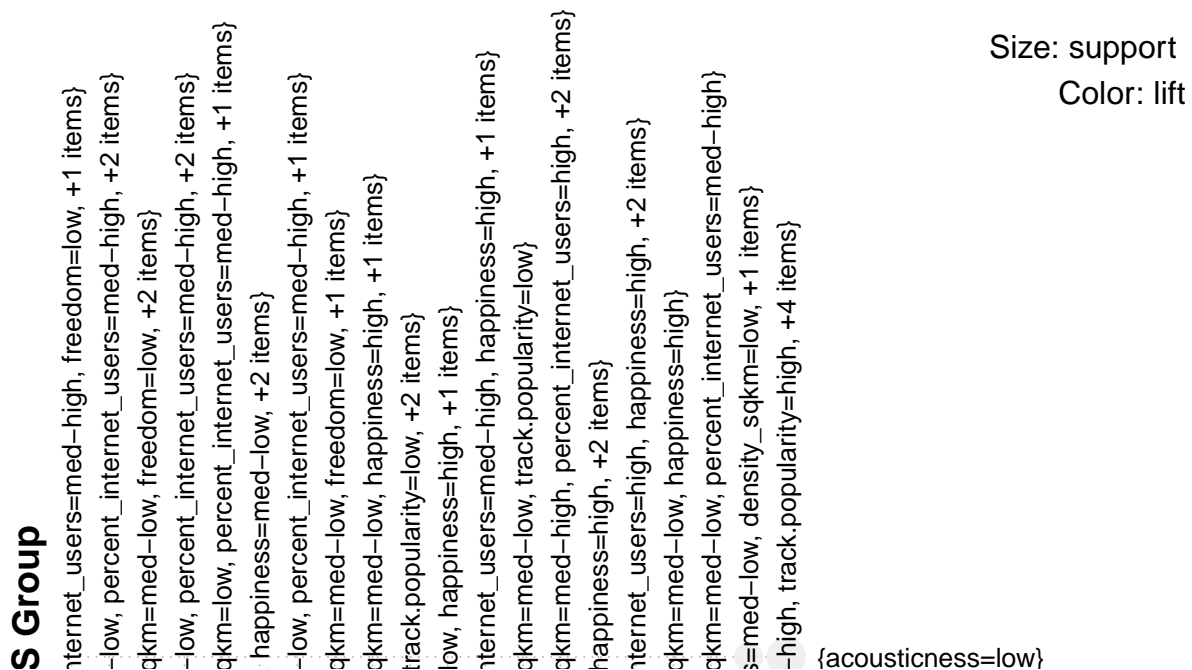 S Group
nternet_users=med−high, freedom=low, +1 items}
−low, percent_internet_users=med−high, +2 items}
qkm=med−low, freedom=low, +2 items}
−low, percent_internet_users=med−high, +2 items}
qkm=low, percent_internet_users=med−high, +1 items}
, happiness=med−low, +2 items}
−low, percent_internet_users=med−high, +1 items}
qkm=med−low, freedom=low, +1 items}
qkm=med−low, happiness=high, +1 items}
track.popularity=low, +2 items}
low, happiness=high, +1 items}
nternet_users=med−high, happiness=high, +1 items}
qkm=med−low, track.popularity=low}
qkm=med−high, percent_internet_users=high, +2 items}
happiness=high, +2 items}
nternet_users=high, happiness=high, +2 items}
qkm=med−low, happiness=high}
qkm=med−low, percent_internet_users=med−high}
s=med−low, density_sqkm=low, +1 items}
−high, track.popularity=high, +4 items}
Size: support
Color: lift
{acousticness=low}